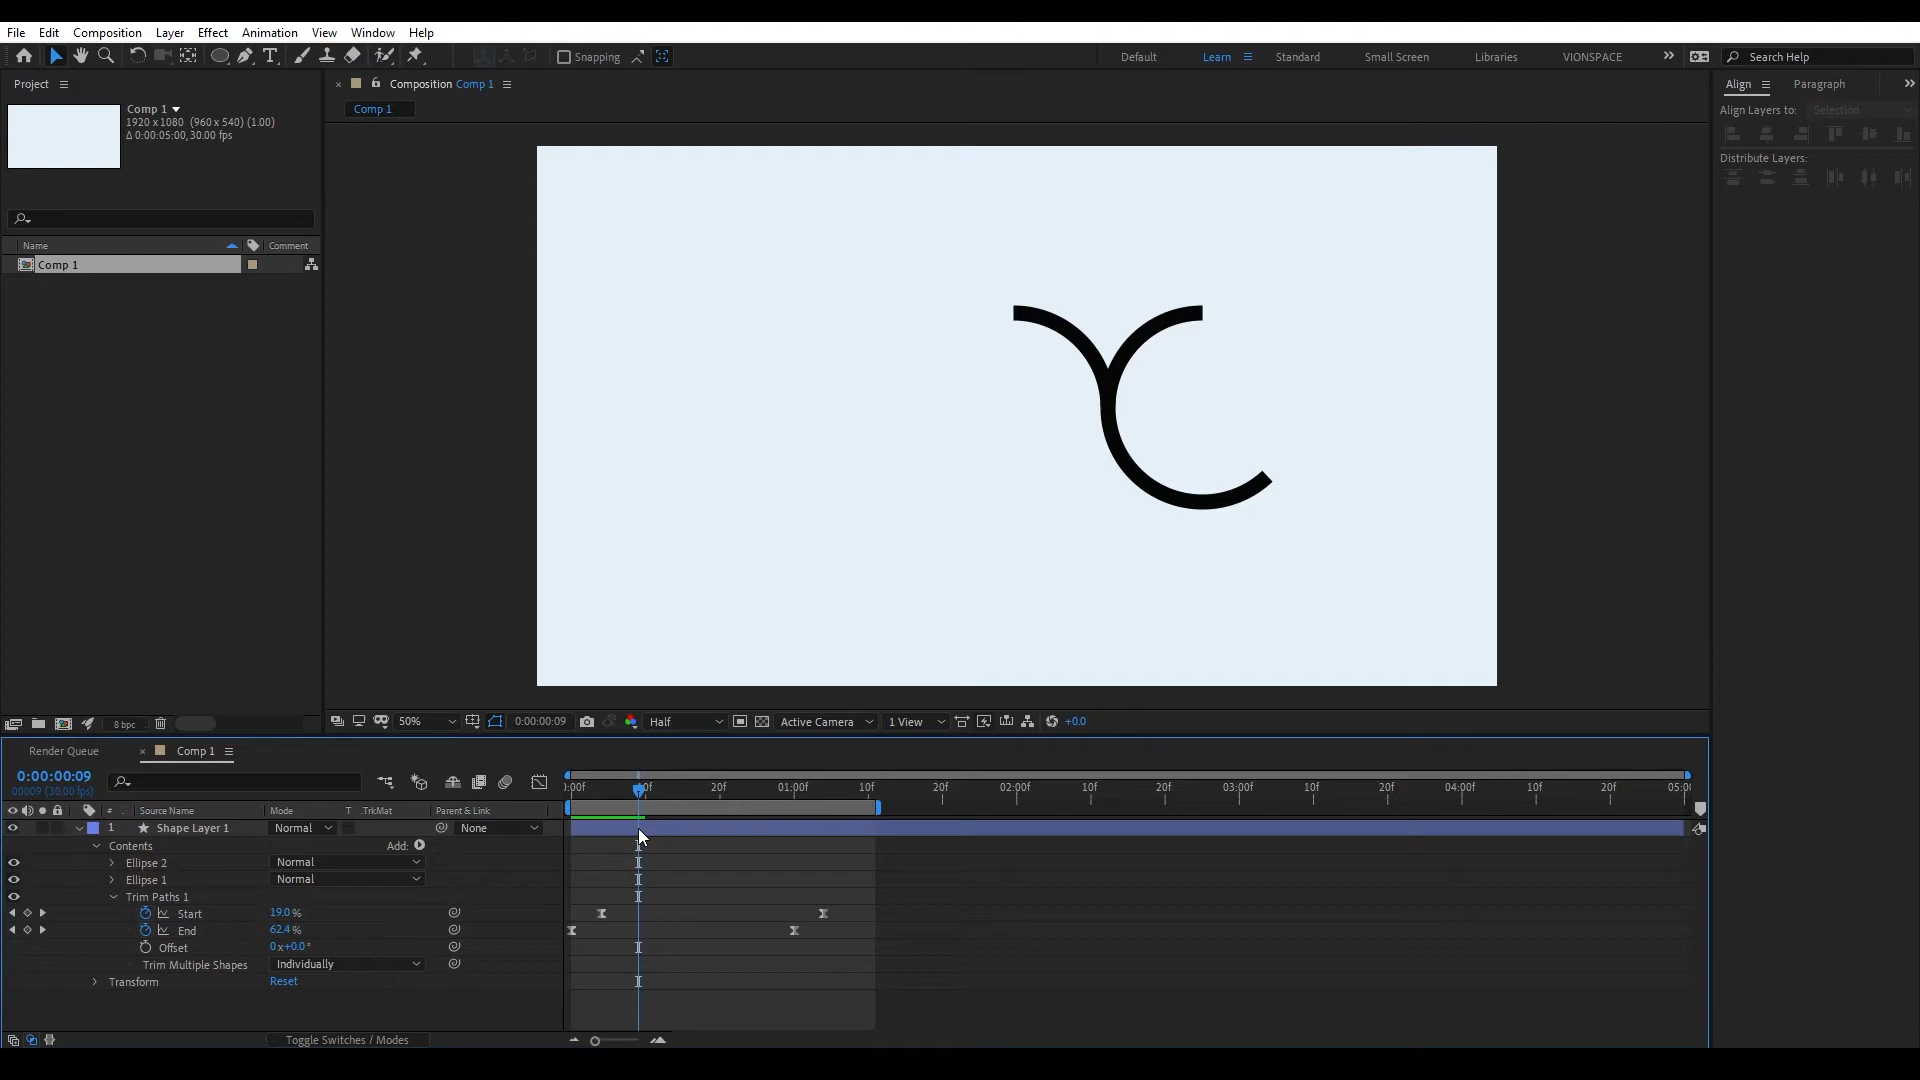 File Edit Composition Layer Effect Animation View Window Help
Snapping Default Learn Standard Small Screen Libraries VIONSPACE Search Help
Project
Comp 1
1920 x 1080 (960 x 540) (1.00)
Δ 0:00:05:00, 30.00 fps
Name Comment
Comp 1
8 bpc
Composition Comp 1
Comp 1
50% 0:00:00:09 Half Active Camera 1 View +0.0
Align Paragraph
Align Layers to: Selection
Distribute Layers:
Render Queue Comp 1
0:00:00:09
00009 (30.00 fps)
:00f 20f 01:00f 10f 20f 02:00f 10f 20f 03:00f 10f 20f 04:00f 10f 20f 05:00
# Source Name Mode T .TrkMat Parent & Link
1 Shape Layer 1 Normal None
Contents Add:
Ellipse 2 Normal
Ellipse 1 Normal
Trim Paths 1
Start 19.0 %
End 62.4 %
Offset 0 x+0.0 °
Trim Multiple Shapes Individually
Transform Reset
Toggle Switches / Modes